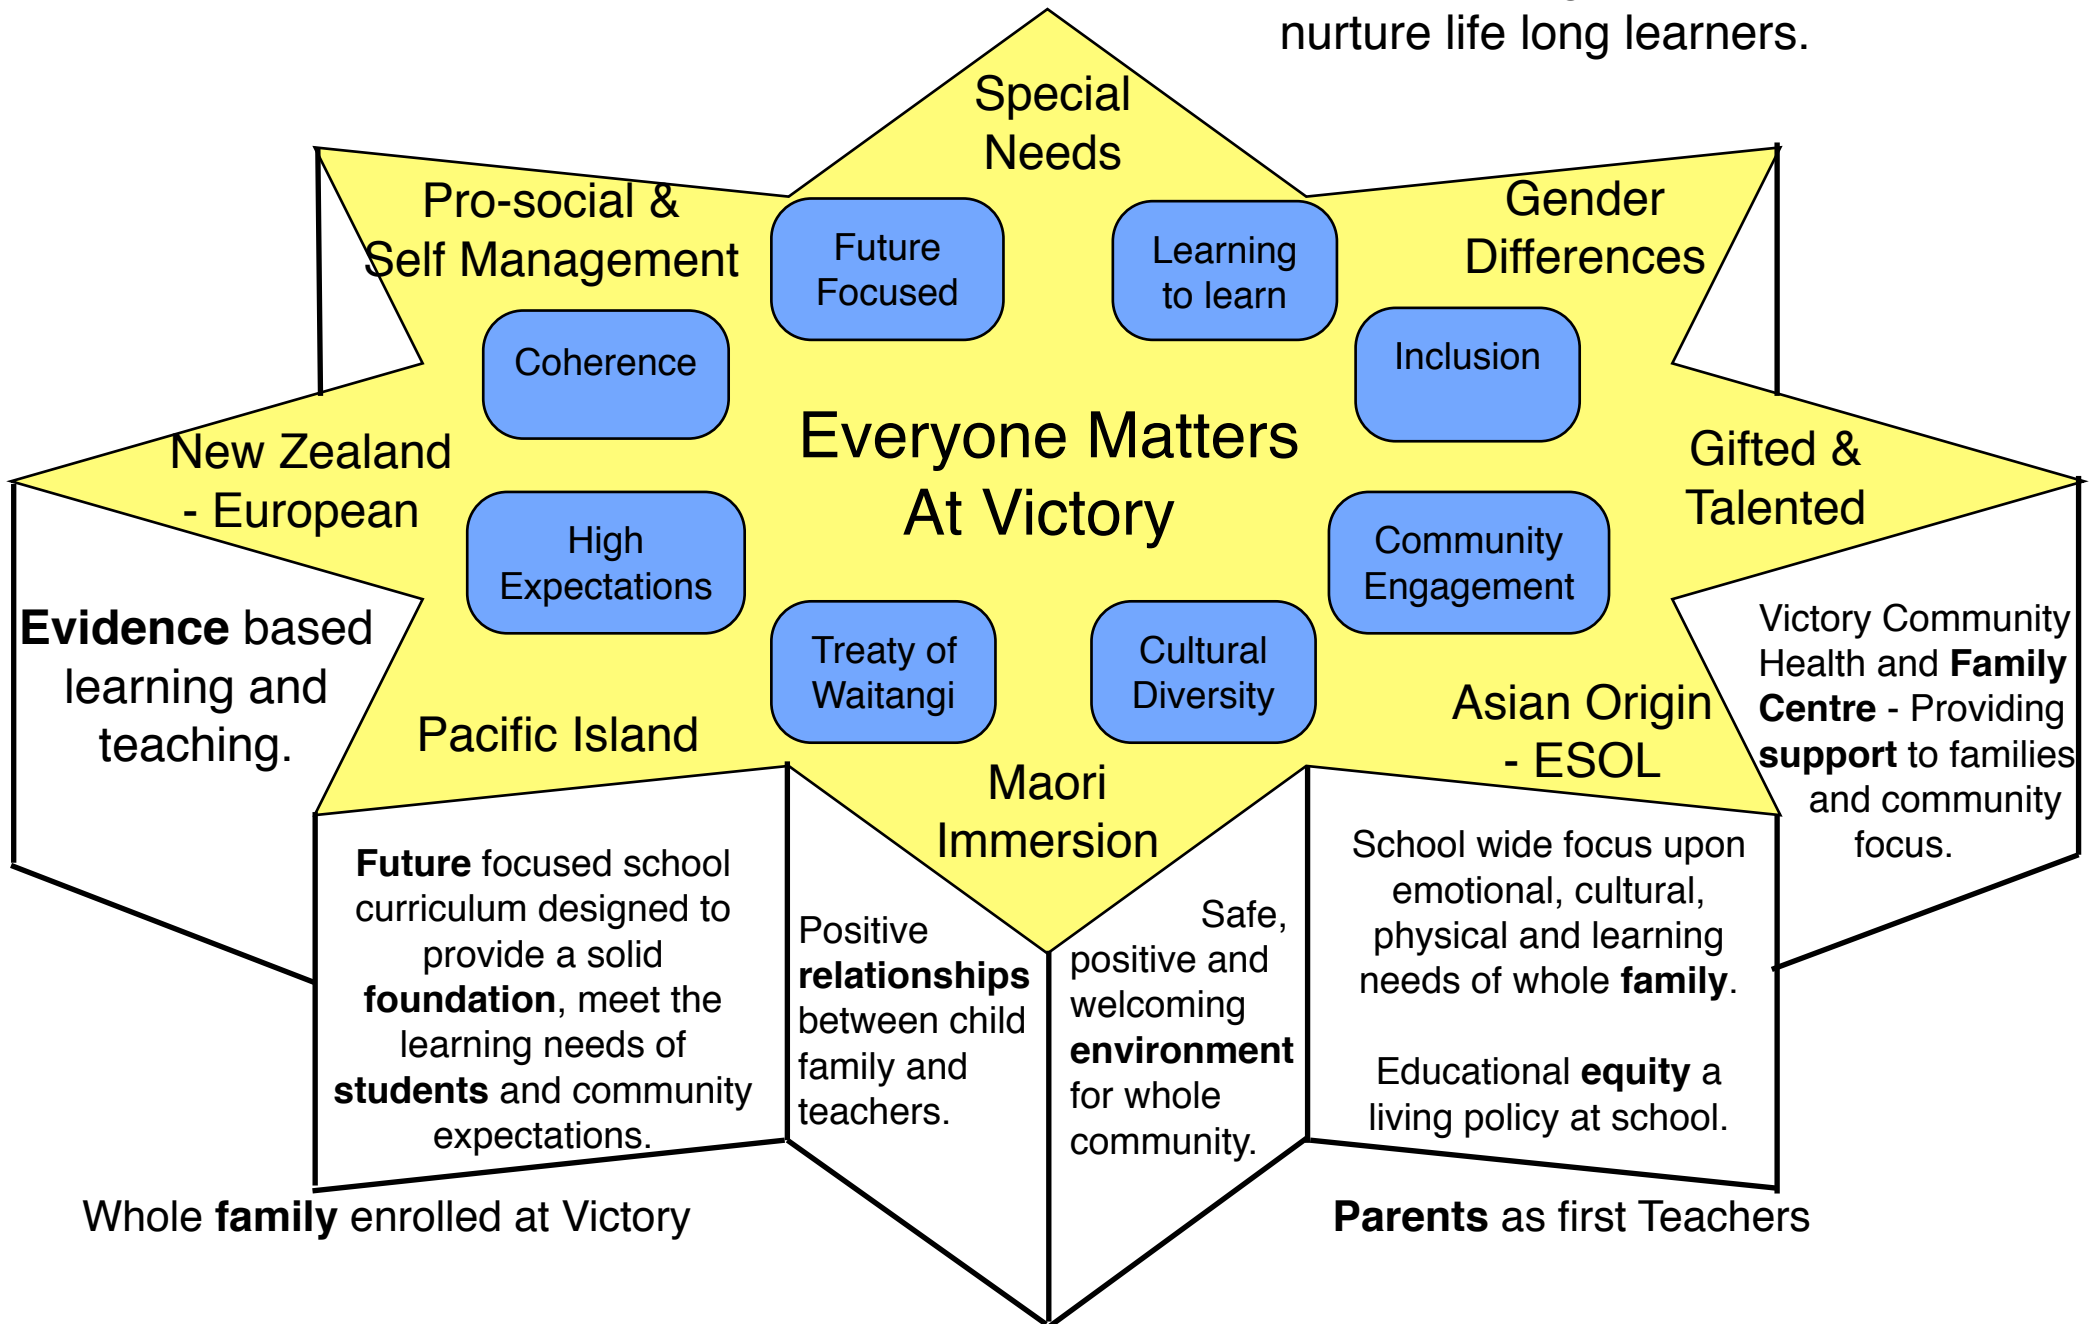 nurture life long learners.
Special
Needs
Pro-social &
Self Management
Gender
Differences
Future
Focused
Learning
to learn
Coherence
Inclusion
Everyone Matters
At Victory
New Zealand
- European
Gifted &
Talented
High
Expectations
Community
Engagement
Treaty of
Waitangi
Cultural
Diversity
Pacific Island
Asian Origin
- ESOL
Maori
Immersion
Evidence based
learning and
teaching.
Victory Community
Health and Family
Centre - Providing
support to families
and community
focus.
Future focused school
curriculum designed to
provide a solid
foundation, meet the
learning needs of
students and community
expectations.
Positive
relationships
between child
family and
teachers.
Safe,
positive and
welcoming
environment
for whole
community.
School wide focus upon
emotional, cultural,
physical and learning
needs of whole family.
Educational equity a
living policy at school.
Whole family enrolled at Victory
Parents as first Teachers